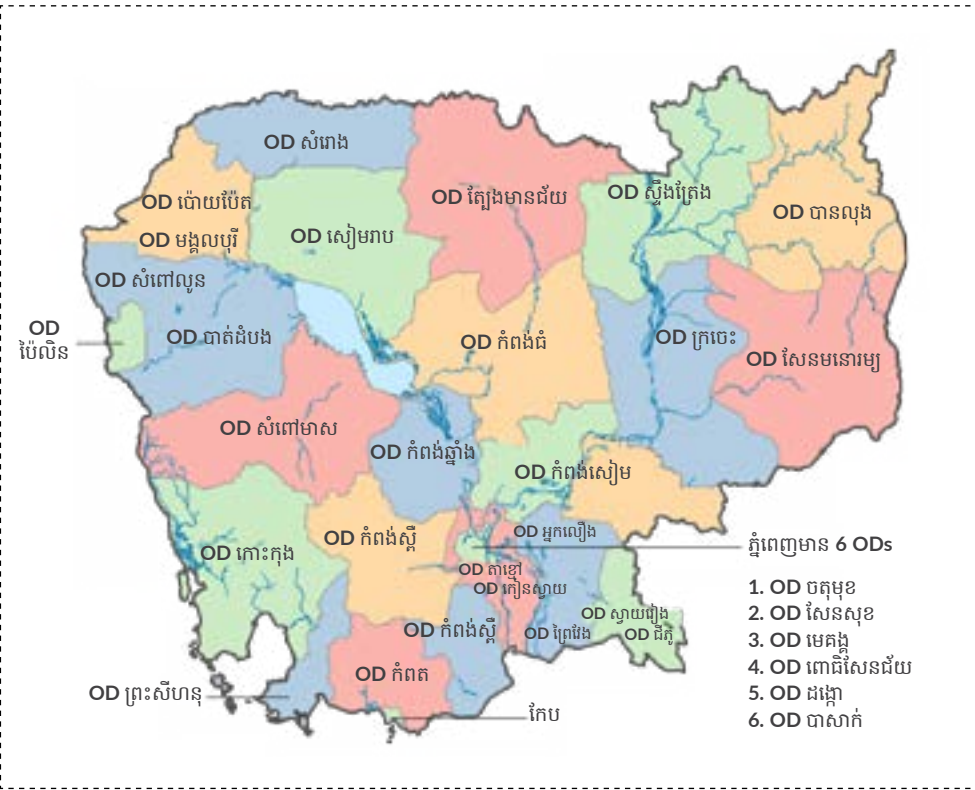 OD សំរោង
OD ប៉ោយប៉ែត
OD មង្គលបុរី
OD សៀមរាប
OD ត្បែងមានជ័យ
OD ស្ទឹងត្រែង
OD បានលុង
OD សំពៅលូន
OD
ប៉ៃលិន
OD បាត់ដំបង
OD កំពង់ធំ
OD ក្រចេះ
OD សែនមនោរម្យ
OD សំពៅមាស
OD កំពង់ឆ្នាំង
OD កំពង់សៀម
OD កោះកុង
OD កំពង់ស្ពឺ
OD អ្នកលឿង
OD តាខ្មៅ
OD កៀនស្វាយ
OD ស្វាយរៀង
OD ជីភូ
OD ព្រៃវែង
OD កំពង់ស្ពឺ
OD កំពត
OD ព្រះសីហនុ
កែប
ភ្នំពេញមាន 6 ODs
1. OD ចតុមុខ
2. OD សែនសុខ
3. OD មេគង្គ
4. OD ពោធិ៍សែនជ័យ
5. OD ដង្កោ
6. OD បាសាក់